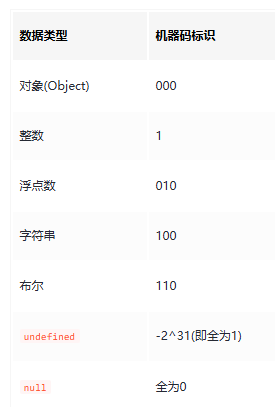 数据类型 机器码标识
对象(Object) 000
整数 1
浮点数 010
字符串 100
布尔 110
undefined -2^31(即全为1)
null 全为0